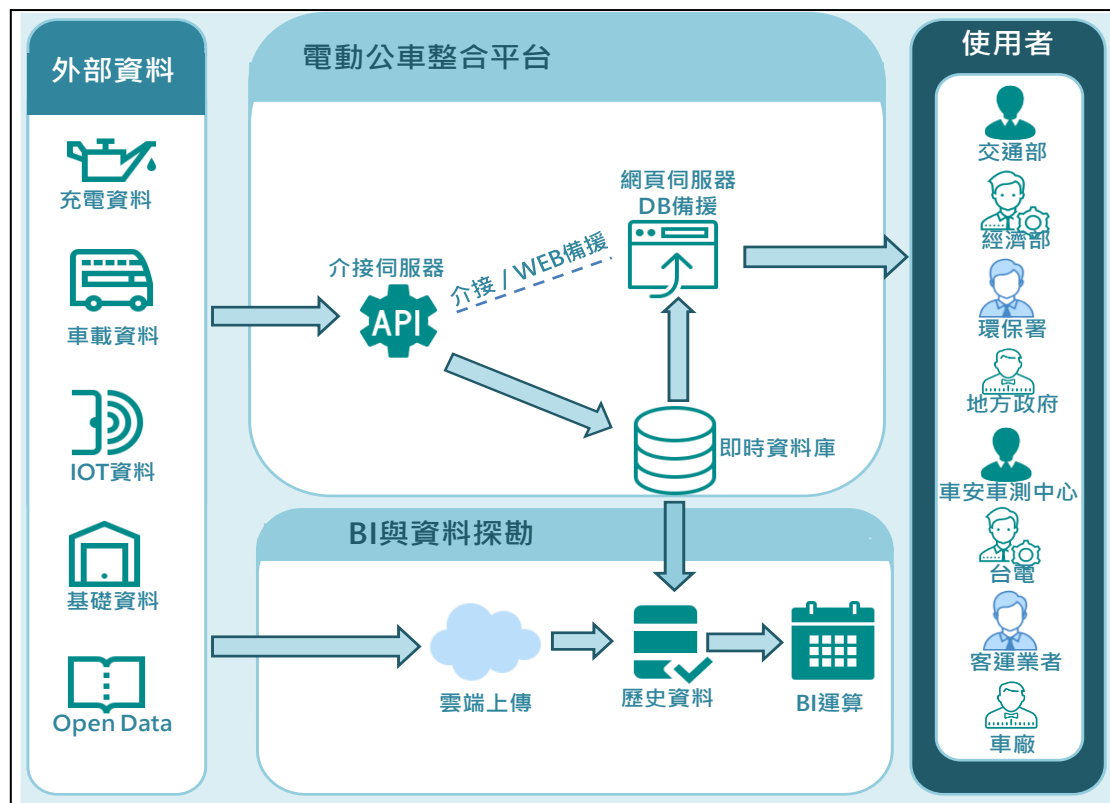 外部資料
充電資料
車載資料
IOT資料
基礎資料
Open Data
電動公車整合平台
介接伺服器
API
介接 / WEB備援
網頁伺服器
DB備援
即時資料庫
BI與資料探勘
雲端上傳
歷史資料
BI運算
使用者
交通部
經濟部
環保署
地方政府
車安車測中心
台電
客運業者
車廠